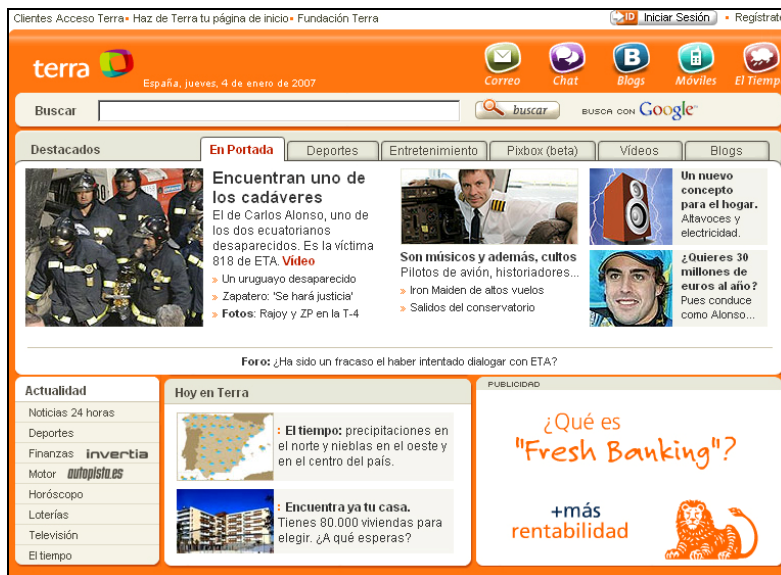 Clientes Acceso Terra • Haz de Terra tu página de inicio • Fundación Terra
ID Iniciar Sesión • Regístrate
terra
España, jueves, 4 de enero de 2007
Correo
Chat
Blogs
Móviles
El Tiemp
Buscar
buscar
BUSCA CON Google
Destacados
En Portada
Deportes
Entretenimiento
Pixbox (beta)
Vídeos
Blogs
Encuentran uno de
los cadáveres
El de Carlos Alonso, uno de
los dos ecuatorianos
desaparecidos. Es la víctima
818 de ETA. Vídeo
» Un uruguayo desaparecido
» Zapatero: 'Se hará justicia'
» Fotos: Rajoy y ZP en la T-4
Son músicos y además, cultos
Pilotos de avión, historiadores...
» Iron Maiden de altos vuelos
» Salidos del conservatorio
Un nuevo
concepto
para el hogar.
Altavoces y
electricidad.
¿Quieres 30
millones de
euros al año?
Pues conduce
como Alonso...
Foro: ¿Ha sido un fracaso el haber intentado dialogar con ETA?
Actualidad
Noticias 24 horas
Deportes
Finanzas invertia
Motor autopista.es
Horóscopo
Loterías
Televisión
El tiempo
Hoy en Terra
: El tiempo: precipitaciones en
el norte y nieblas en el oeste y
en el centro del país.
: Encuentra ya tu casa.
Tienes 80.000 viviendas para
elegir. ¿A qué esperas?
PUBLICIDAD
¿Qué es
"Fresh Banking"?
+más
rentabilidad